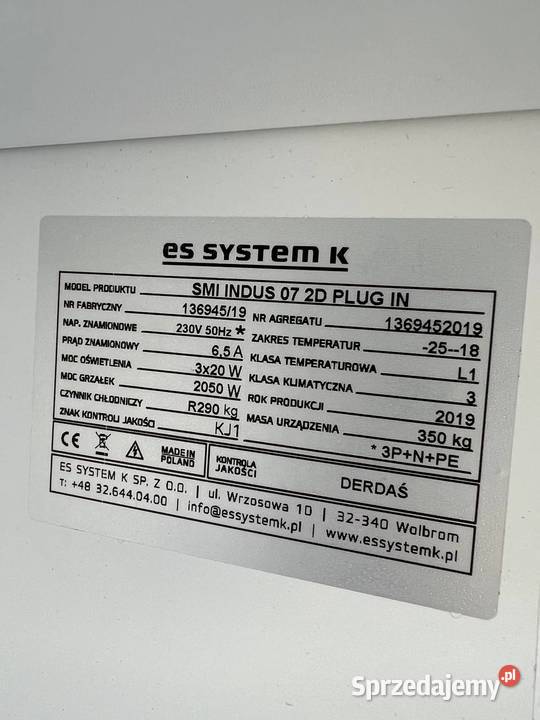 es system k
MODEL PRODUKTU SMI INDUS 07 2D PLUG IN
NR FABRYCZNY 136945/19 NR AGREGATU 1369452019
NAP. ZNAMIONOWE 230V 50Hz * ZAKRES TEMPERATUR -25--18
PRĄD ZNAMIONOWY 6,5 A KLASA TEMPERATUROWA L1
MOC OŚWIETLENIA 3x20 W KLASA KLIMATYCZNA 3
MOC GRZAŁEK 2050 W ROK PRODUKCJI 2019
CZYNNIK CHŁODNICZY R290 kg MASA URZĄDZENIA 350 kg
ZNAK KONTROLI JAKOŚCI KJ1 * 3P+N+PE
CE MADE IN POLAND KONTROLA JAKOŚCI DERDAŚ
ES SYSTEM K SP. Z O.O. | ul. Wrzosowa 10 | 32-340 Wolbrom
T: +48 32.644.04.00 | info@essystemk.pl | www.essystemk.pl
Sprzedajemy.pl